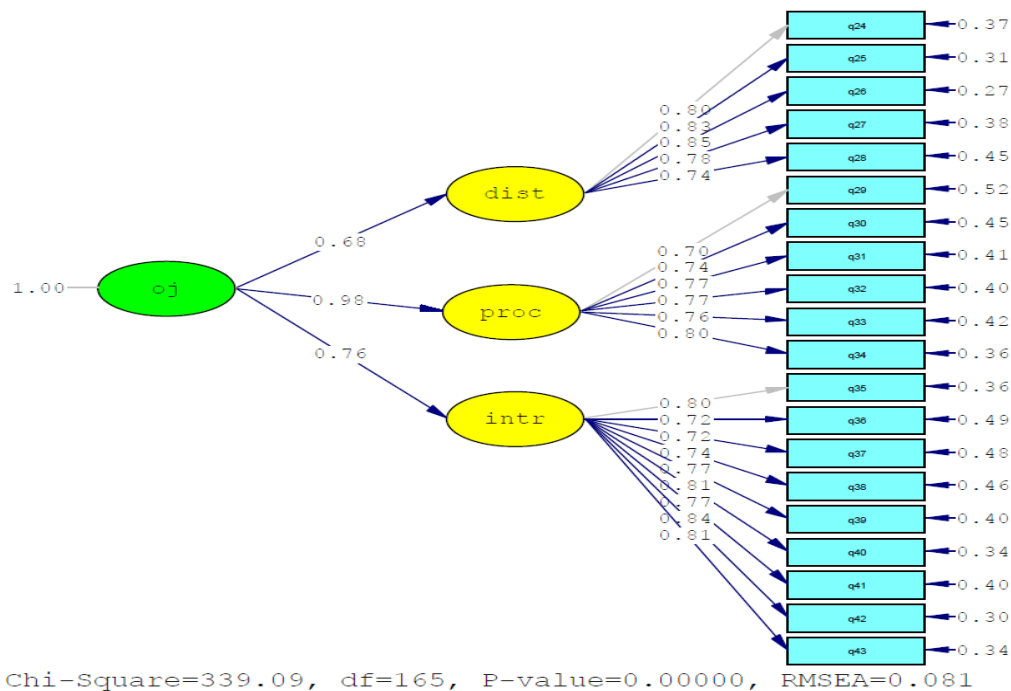 q24 0.37
q25 0.31
q26 0.27
q27 0.38
q28 0.45
q29 0.52
q30 0.45
q31 0.41
q32 0.40
q33 0.42
q34 0.36
q35 0.36
q36 0.49
q37 0.48
q38 0.46
q39 0.40
q40 0.34
q41 0.40
q42 0.30
q43 0.34
0.80
0.83
0.85
0.78
0.74
dist
0.68
0.70
0.74
0.77
0.77
0.76
0.80
1.00 oj
0.98
proc
0.76
0.80
0.72
0.72
0.74
0.77
0.81
0.77
0.84
0.81
intr
Chi-Square=339.09, df=165, P-value=0.00000, RMSEA=0.081